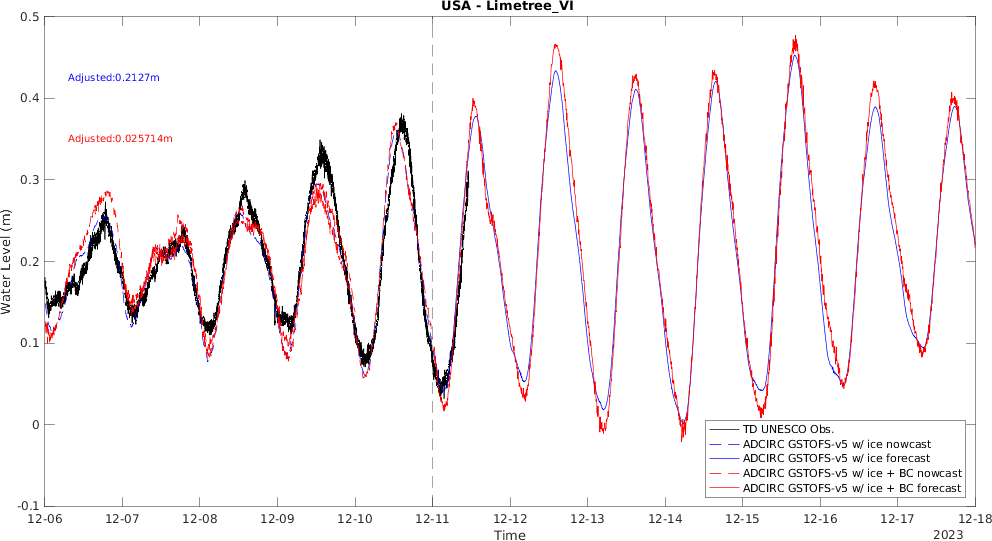 USA - Limetree_VI
0.5
0.4
0.3
0.2
0.1
0
-0.1
Water Level (m)
Adjusted:0.2127m
Adjusted:0.025714m
TD UNESCO Obs.
ADCIRC GSTOFS-v5 w/ ice nowcast
ADCIRC GSTOFS-v5 w/ ice forecast
ADCIRC GSTOFS-v5 w/ ice + BC nowcast
ADCIRC GSTOFS-v5 w/ ice + BC forecast
12-06 12-07 12-08 12-09 12-10 12-11 12-12 12-13 12-14 12-15 12-16 12-17 12-18
Time
2023